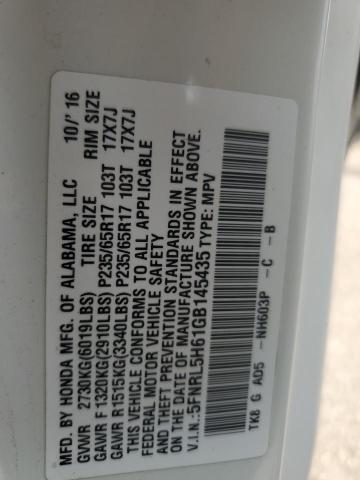 MFD. BY HONDA MFG. OF ALABAMA, LLC 10/'16
GVWR 2730KG(6019LBS) TIRE SIZE RIM SIZE
GAWR F 1320KG(2910LBS) P235/65R17 103T 17X7J
GAWR R1515KG(3340LBS) P235/65R17 103T 17X7J
THIS VEHICLE CONFORMS TO ALL APPLICABLE
FEDERAL MOTOR VEHICLE SAFETY
AND THEFT PREVENTION STANDARDS IN EFFECT
ON THE DATE OF MANUFACTURE SHOWN ABOVE.
V.I.N.:5FNRL5H61GB145435 TYPE: MPV
TK8 G AD5 -NH603P -C -B